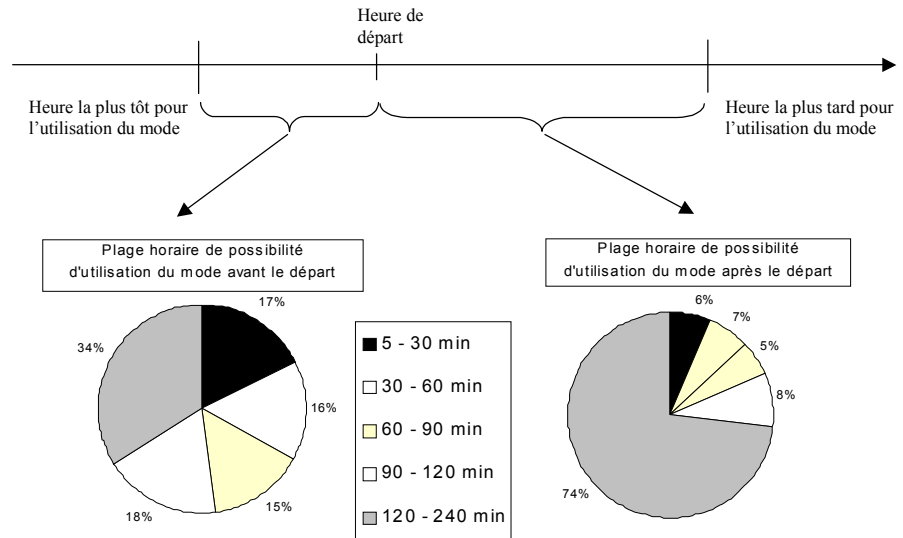 Heure de
départ
Heure la plus tôt pour
l'utilisation du mode
Heure la plus tard pour
l'utilisation du mode
Plage horaire de possibilité
d'utilisation du mode avant le départ
Plage horaire de possibilité
d'utilisation du mode après le départ
17%
16%
15%
18%
34%
5 - 30 min
30 - 60 min
60 - 90 min
90 - 120 min
120 - 240 min
6%
7%
5%
8%
74%